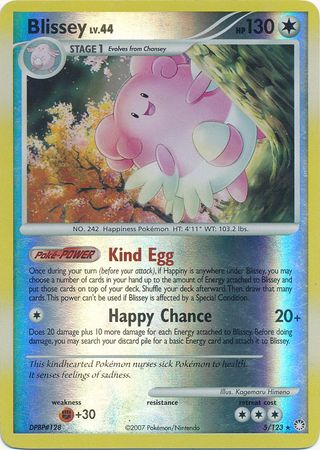 Blissey LV.44
HP 130
STAGE 1 Evolves from Chansey
NO. 242 Happiness Pokémon HT: 4'11" WT: 103.2 lbs.
Poké-POWER Kind Egg
Once during your turn (before your attack), if Happiny is anywhere under Blissey, you may
choose a number of cards in your hand up to the amount of Energy attached to Blissey and
put those cards on top of your deck. Shuffle your deck afterward. Then, draw that many
cards. This power can't be used if Blissey is affected by a Special Condition.
Happy Chance 20+
Does 20 damage plus 10 more damage for each Energy attached to Blissey. Before doing
damage, you may search your discard pile for a basic Energy card and attach it to Blissey.
This kindhearted Pokémon nurses sick Pokémon to health.
It senses feelings of sadness.
Illus. Kagemaru Himeno
weakness resistance retreat cost
+30
DPBP#128 ©2007 Pokémon/Nintendo 5/123 ★